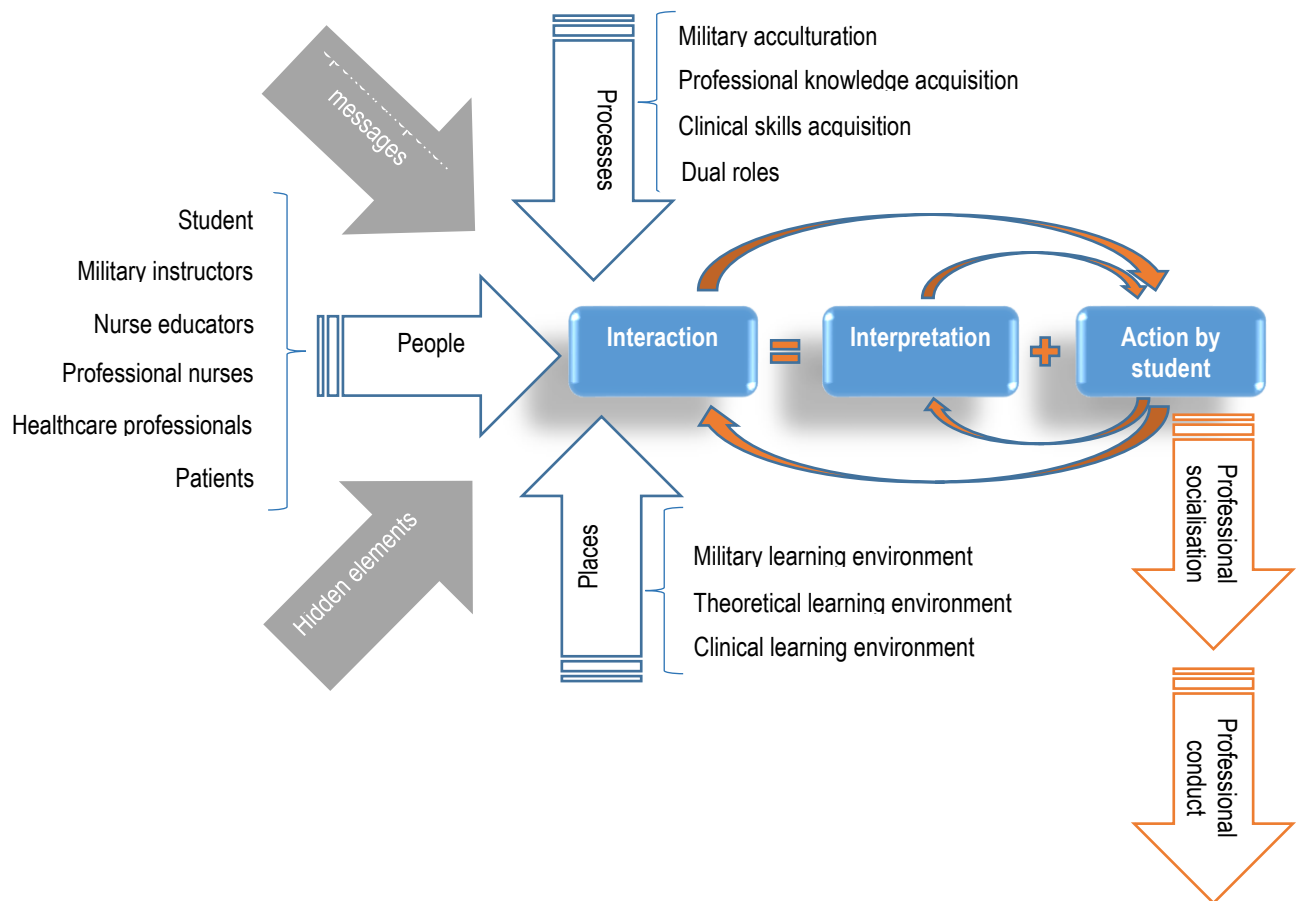 Military acculturation
Professional knowledge acquisition
Clinical skills acquisition
Dual roles
Processes
messages
Student
Military instructors
Nurse educators
Professional nurses
Healthcare professionals
Patients
People
Interaction
Interpretation
Action by
student
Hidden elements
Places
Military learning environment
Theoretical learning environment
Clinical learning environment
Professional
socialisation
Professional
conduct